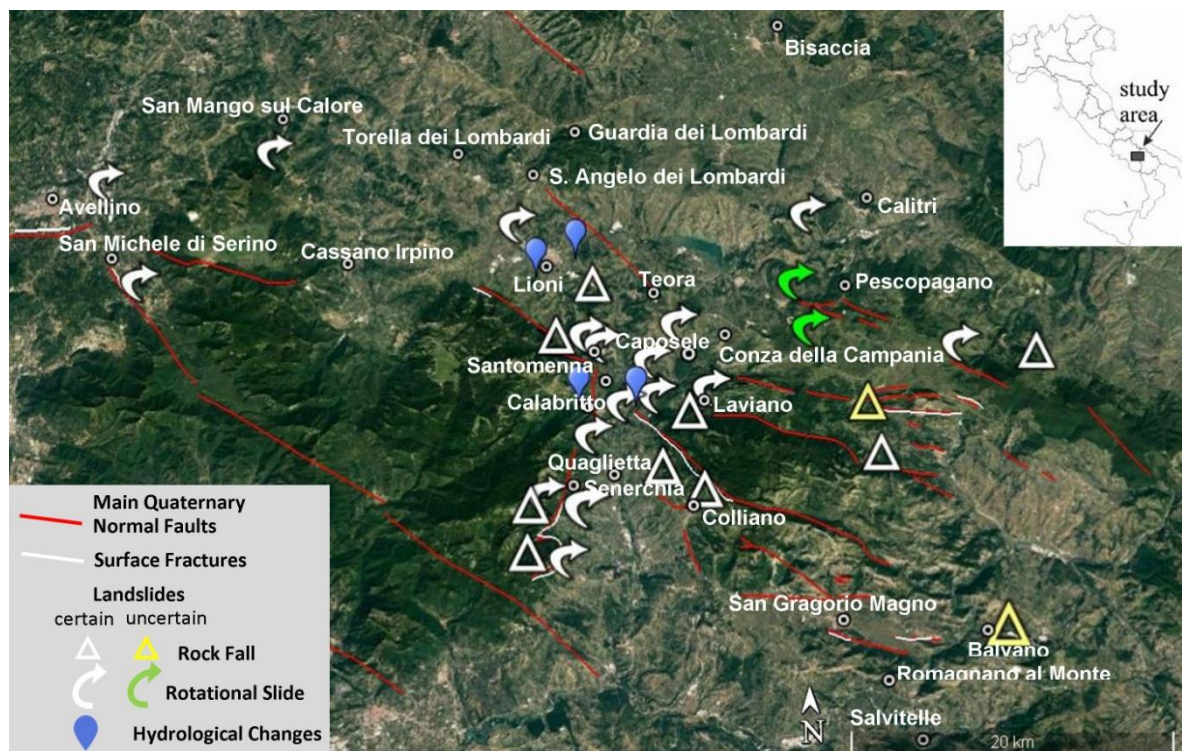 Bisaccia
study
area
San Mango sul Calore
Torella dei Lombardi
Guardia dei Lombardi
S. Angelo dei Lombardi
Avellino
Calitri
San Michele di Serino
Cassano Irpino
Lioni
Teora
Pescopagano
Caposele
Conza della Campania
Santomenna
Calabritto
Laviano
Quaglietta
Senerchia
Colliano
San Gragorio Magno
Balvano
Romagnano al Monte
Salvitelle
N
20 km
Main Quaternary
Normal Faults
Surface Fractures
Landslides
certain uncertain
Rock Fall
Rotational Slide
Hydrological Changes